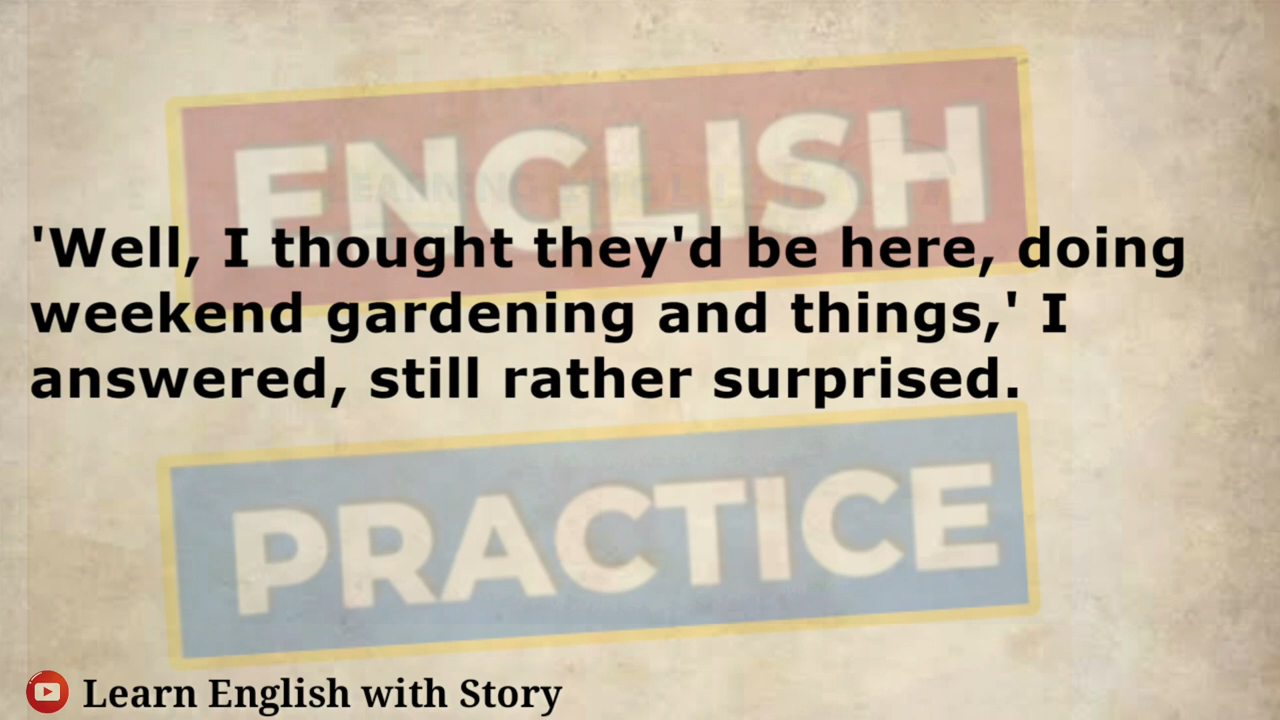 ENGLISH
'Well, I thought they'd be here, doing
weekend gardening and things,' I
answered, still rather surprised.
PRACTICE
Learn English with Story